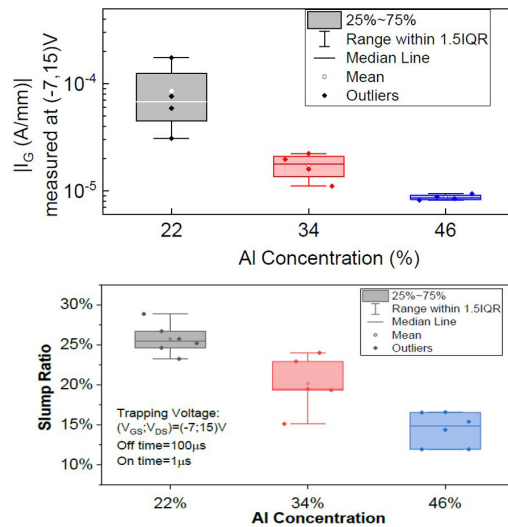 25%~75%
Range within 1.5IQR
Median Line
Mean
Outliers
|I_G (A/mm)|
measured at (-7,15)V
10^-4
10^-5
22
34
46
Al Concentration (%)
25%~75%
Range within 1.5IQR
Median Line
Mean
Outliers
Slump Ratio
30%
25%
20%
15%
10%
Trapping Voltage:
(V_GS;V_DS)=(-7;15)V
Off time=100μs
On time=1μs
22%
34%
46%
Al Concentration